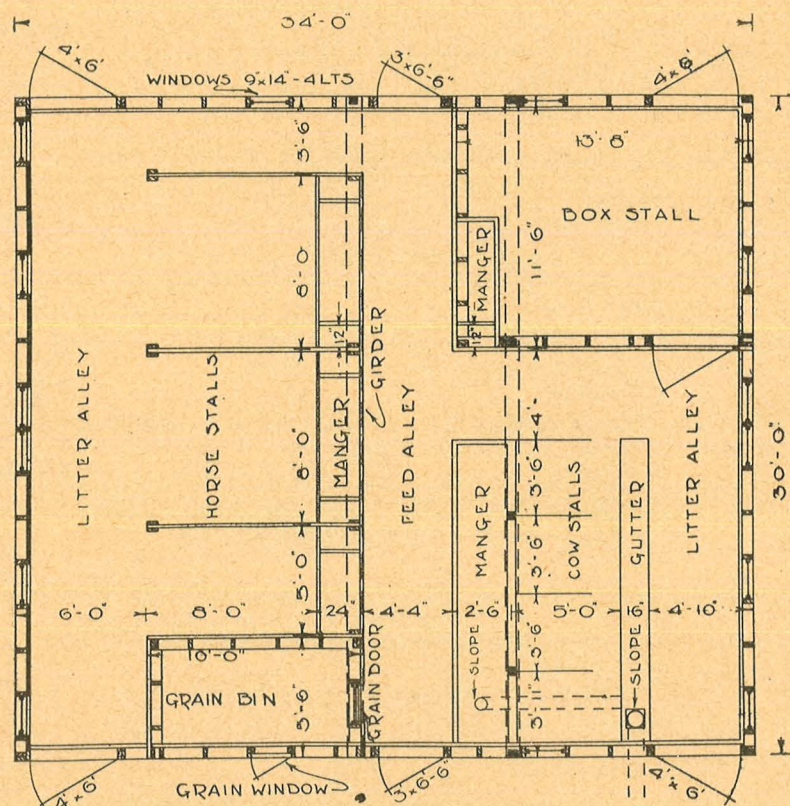 34'-0"
4'x6'
3'x6'-6"
4'x6'
WINDOWS 9"x14"-4LTS
3'-6"
13'-8"
BOX STALL
11'-6"
MANGER
12"
8'-0"
12"
GIRDER
LITTER ALLEY
HORSE STALLS
MANGER
FEED ALLEY
8'-0"
4'-
LITTER ALLEY
30'-0"
3'-6"
MANGER
COW STALLS
GUTTER
3'-6"
5'-0"
6'-0"
8'-0"
24"
4'-4"
2'-6"
5'-0"
16"
4'-10"
3'-6"
10'-0"
GRAIN BIN
3'-6"
GRAIN DOOR
SLOPE
SLOPE
3'-11"
4'x6'
GRAIN WINDOW
3'x6'-6"
4'x6'